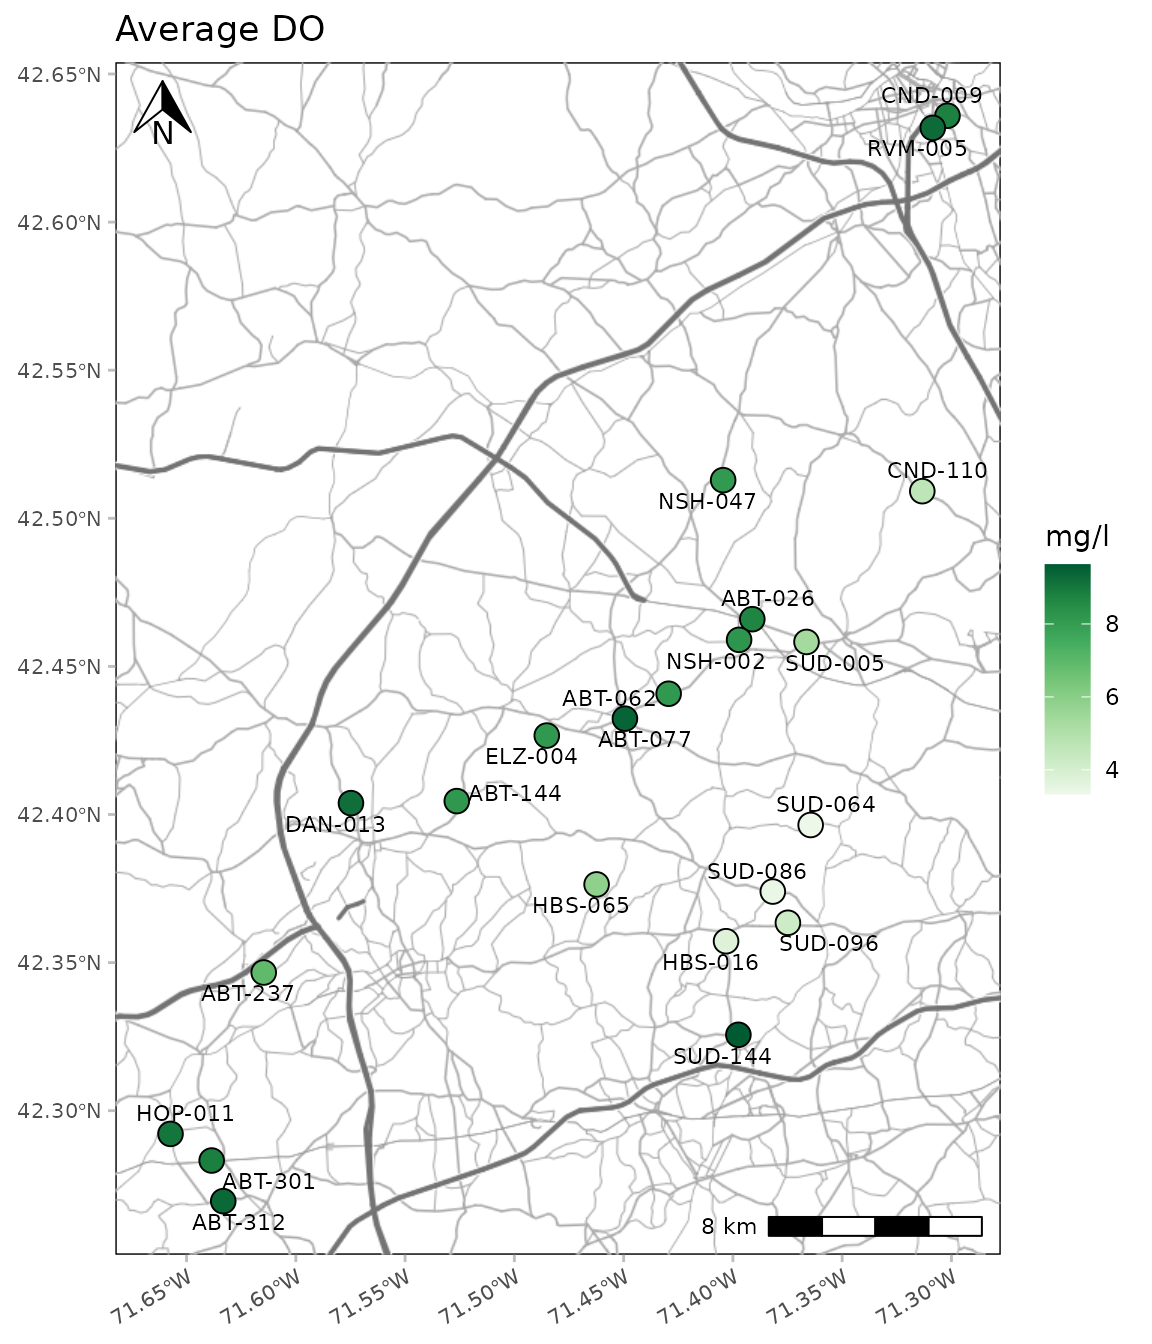 Average DO
42.65°N
N
CND-009
RVM-005
42.60°N
42.55°N
CND-110
NSH-047
42.50°N
mg/l
ABT-026
8
NSH-002
SUD-005
42.45°N
ABT-062
6
ABT-077
ELZ-004
4
ABT-144
SUD-064
42.40°N
DAN-013
SUD-086
HBS-065
SUD-096
42.35°N
HBS-016
ABT-237
SUD-144
42.30°N
HOP-011
ABT-301
ABT-312
8 km
71.65°W
71.60°W
71.55°W
71.50°W
71.45°W
71.40°W
71.35°W
71.30°W